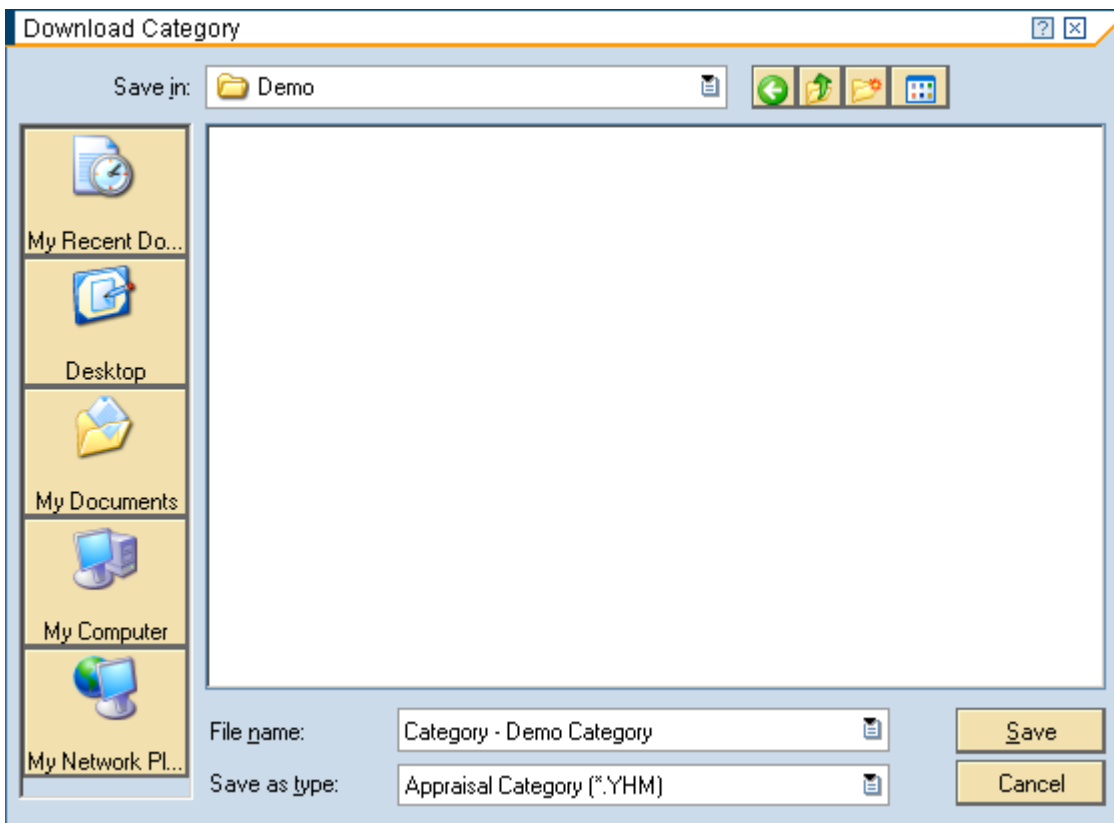 Download Category
Save in:
Demo
My Recent Do...
Desktop
My Documents
My Computer
My Network Pl...
File name:
Category - Demo Category
Save
Save as type:
Appraisal Category (*.YHM)
Cancel